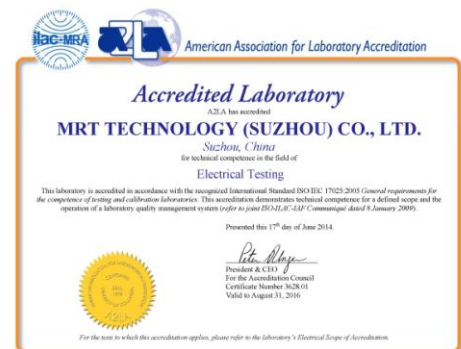 ilac-MRA
A2LA
American Association for Laboratory Accreditation
Accredited Laboratory
A2LA has accredited
MRT TECHNOLOGY (SUZHOU) CO., LTD.
Suzhou, China
for technical competence in the field of
Electrical Testing
This laboratory is accredited in accordance with the recognized International Standard ISO/IEC 17025:2005 General requirements for
the competence of testing and calibration laboratories. This accreditation demonstrates technical competence for a defined scope and the
operation of a laboratory quality management system (refer to joint ISO-ILAC-IAF Communiqué dated 8 January 2009).
Presented this 17th day of June 2014.
President & CEO
For the Accreditation Council
Certificate Number 3628.01
Valid to August 31, 2016
A2LA
For the tests to which this accreditation applies, please refer to the laboratory's Electrical Scope of Accreditation.